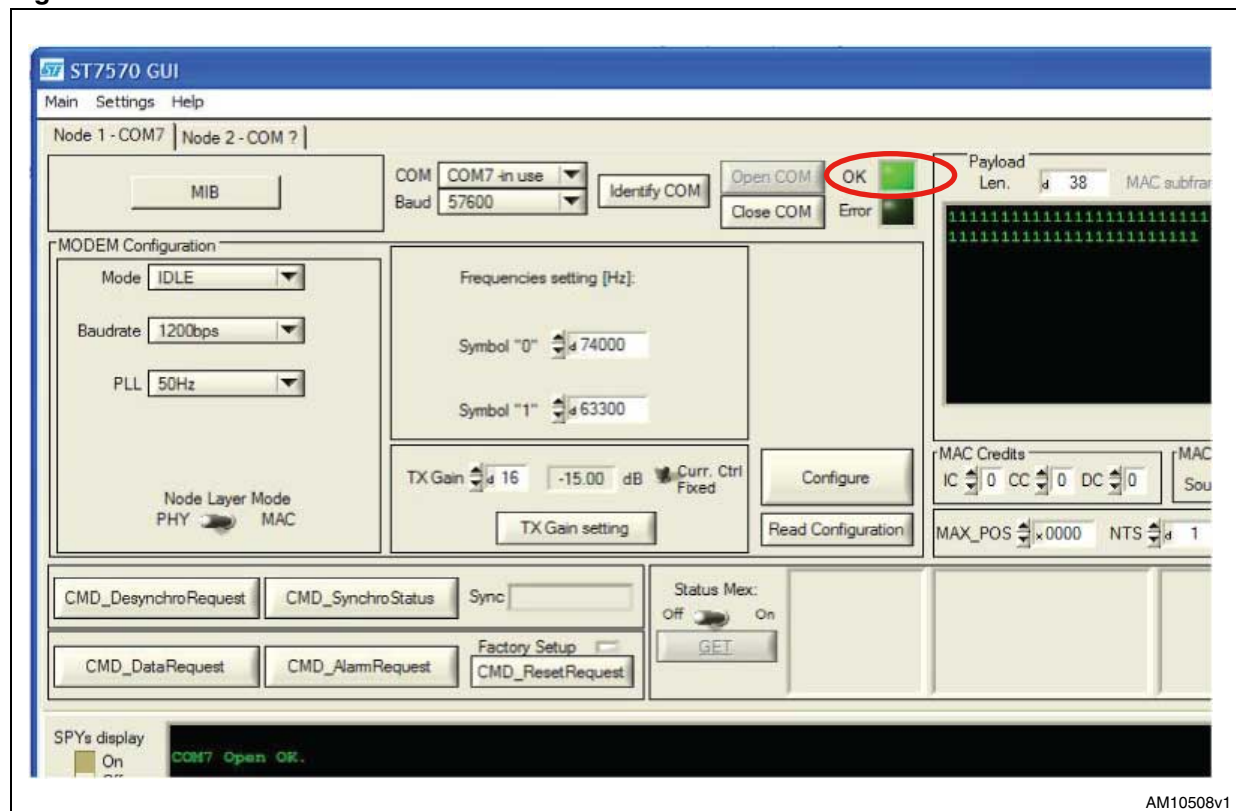 ST7570 GUI
Main Settings Help
Node 1 - COM7 Node 2 - COM ?
MIB
COM COM7 -in use
Baud 57600
Identify COM
Open COM
Close COM
OK
Error
Payload
Len. d 38 MAC subfrar
11111111111111111111111111
1111111111111111111111111
MODEM Configuration
Mode IDLE
Baudrate 1200bps
PLL 50Hz
Node Layer Mode
PHY MAC
Frequencies setting [Hz]:
Symbol "0" d 74000
Symbol "1" d 63300
TX Gain d 16 -15.00 dB Curr. Ctrl
Fixed
TX Gain setting
Configure
Read Configuration
MAC Credits
IC 0 CC 0 DC 0
MAC
Sou
MAX_POS x 0000 NTS d 1
CMD_DesynchroRequest CMD_SynchroStatus Sync
CMD_DataRequest CMD_AlarmRequest
Factory Setup
CMD_ResetRequest
Status Mex:
Off On
GET
SPYs display
On
COM7 Open OK.
AM10508v1